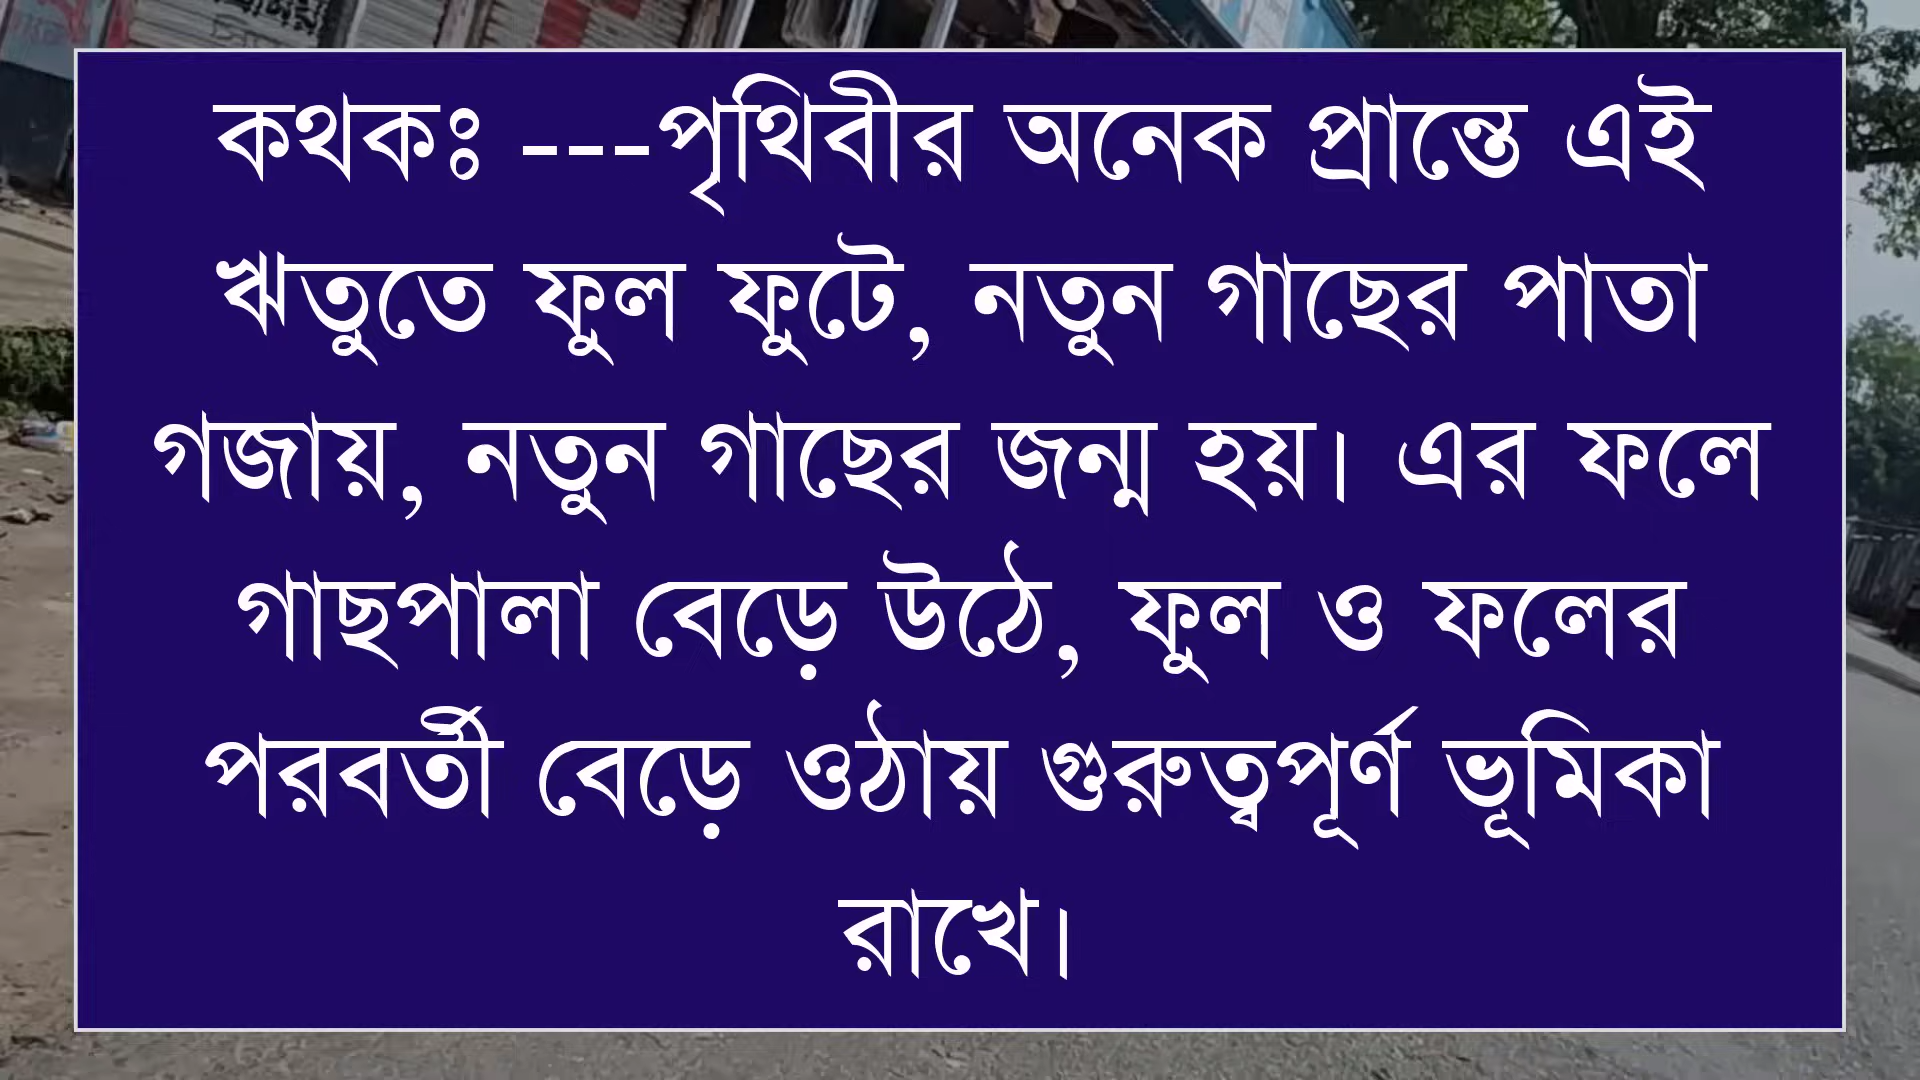 কথকঃ ---পৃথিবীর অনেক প্রান্তে এই
ঋতুতে ফুল ফুটে, নতুন গাছের পাতা
গজায়, নতুন গাছের জন্ম হয়। এর ফলে
গাছপালা বেড়ে উঠে, ফুল ও ফলের
পরবর্তী বেড়ে ওঠায় গুরুত্বপূর্ণ ভূমিকা
রাখে।